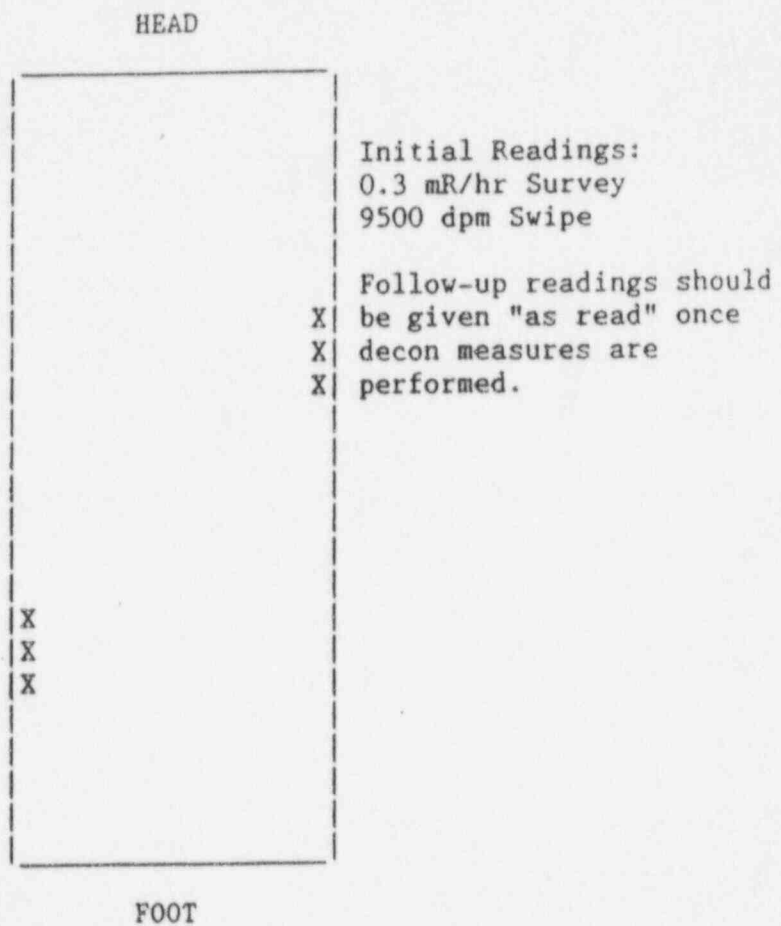 HEAD
Initial Readings:
0.3 mR/hr Survey
9500 dpm Swipe
Follow-up readings should
X be given "as read" once
X decon measures are
X performed.
X
X
X
FOOT